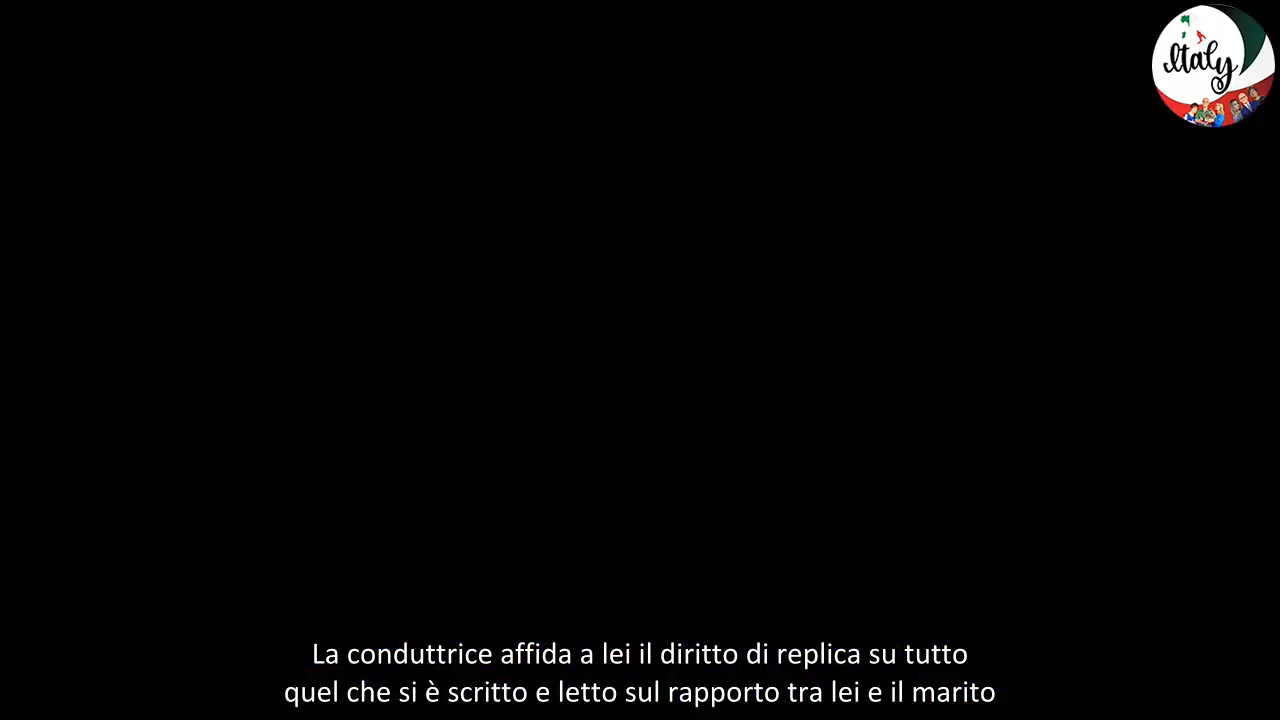 Italy
La conduttrice affida a lei il diritto di replica su tutto
quel che si è scritto e letto sul rapporto tra lei e il marito